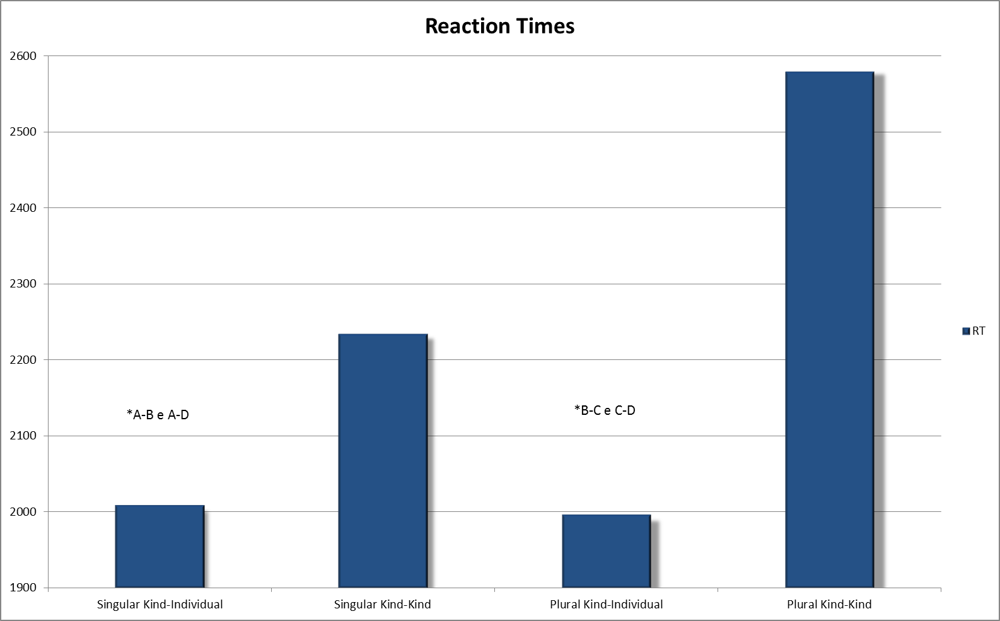 Reaction Times
2600
2500
2400
2300
2200
2100
2000
1900
*A-B e A-D
*B-C e C-D
RT
Singular Kind-Individual
Singular Kind-Kind
Plural Kind-Individual
Plural Kind-Kind